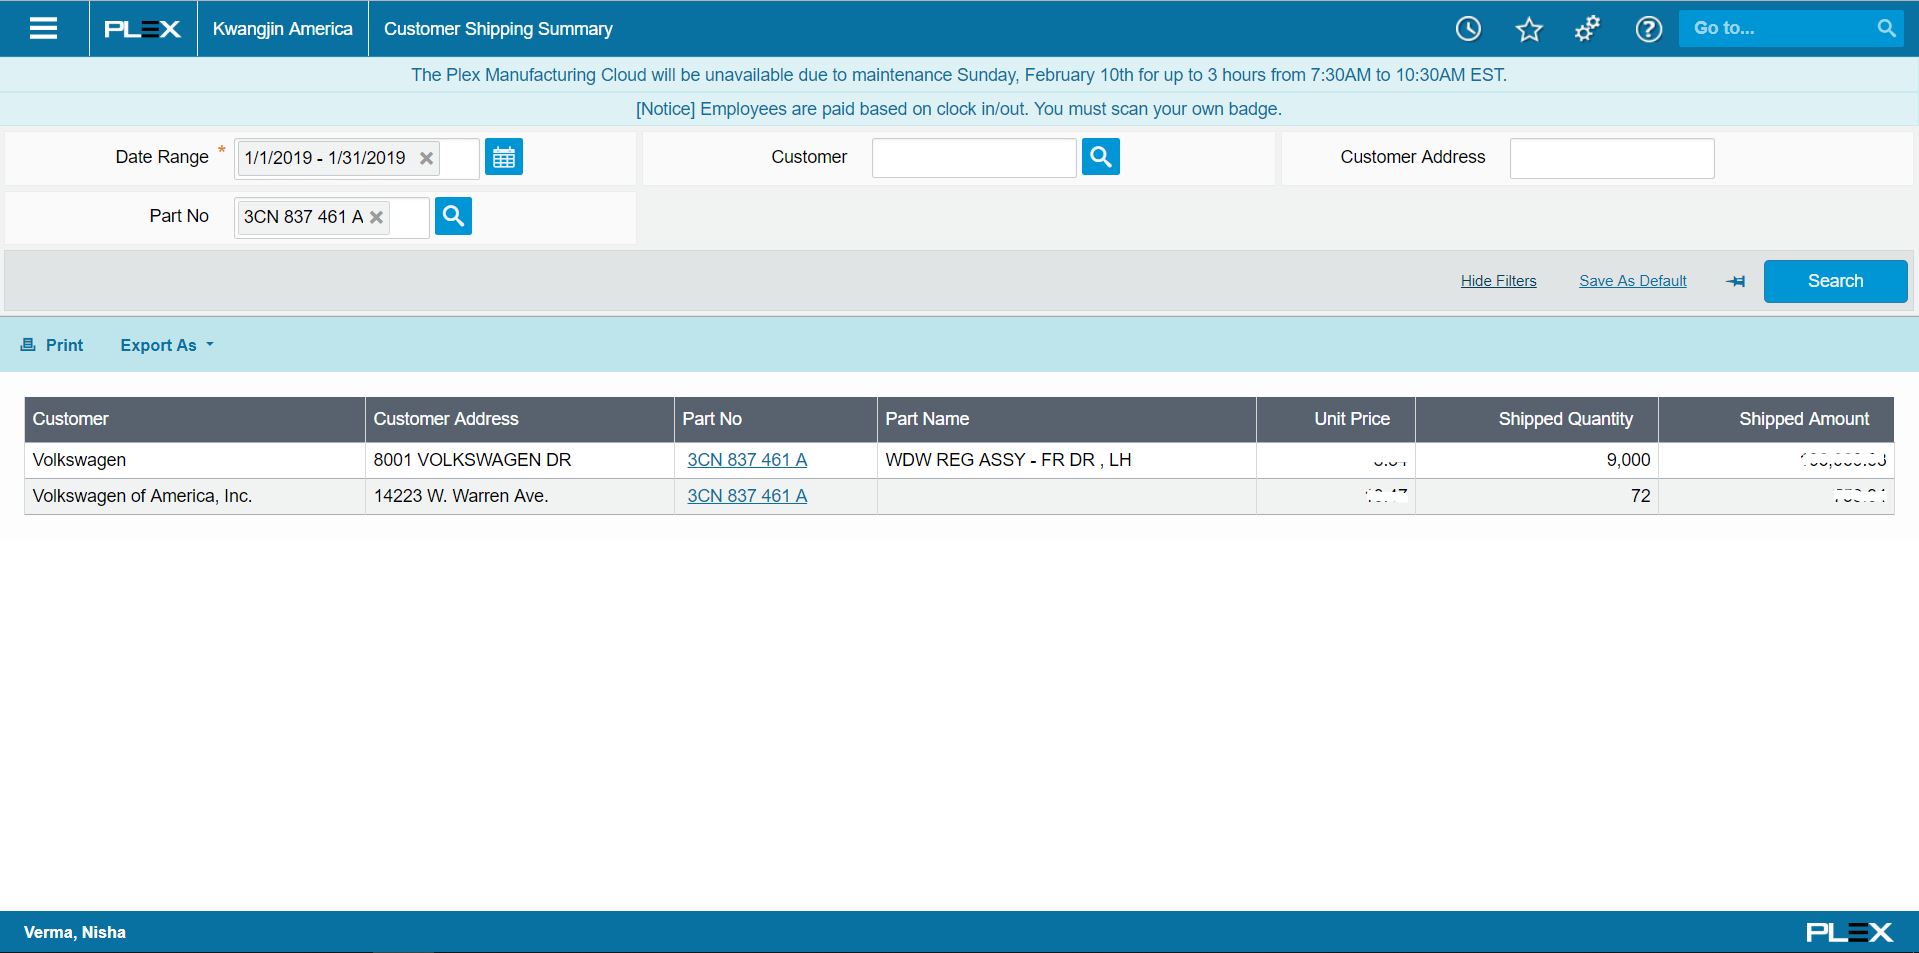 PLEX Kwangjin America Customer Shipping Summary Go to...
The Plex Manufacturing Cloud will be unavailable due to maintenance Sunday, February 10th for up to 3 hours from 7:30AM to 10:30AM EST.
[Notice] Employees are paid based on clock in/out. You must scan your own badge.
Date Range * 1/1/2019 - 1/31/2019 Customer Customer Address
Part No 3CN 837 461 A
Hide Filters Save As Default Search
Print Export As
Customer Customer Address Part No Part Name Unit Price Shipped Quantity Shipped Amount
Volkswagen 8001 VOLKSWAGEN DR 3CN 837 461 A WDW REG ASSY - FR DR , LH 9,000
Volkswagen of America, Inc. 14223 W. Warren Ave. 3CN 837 461 A 72
Verma, Nisha PLEX